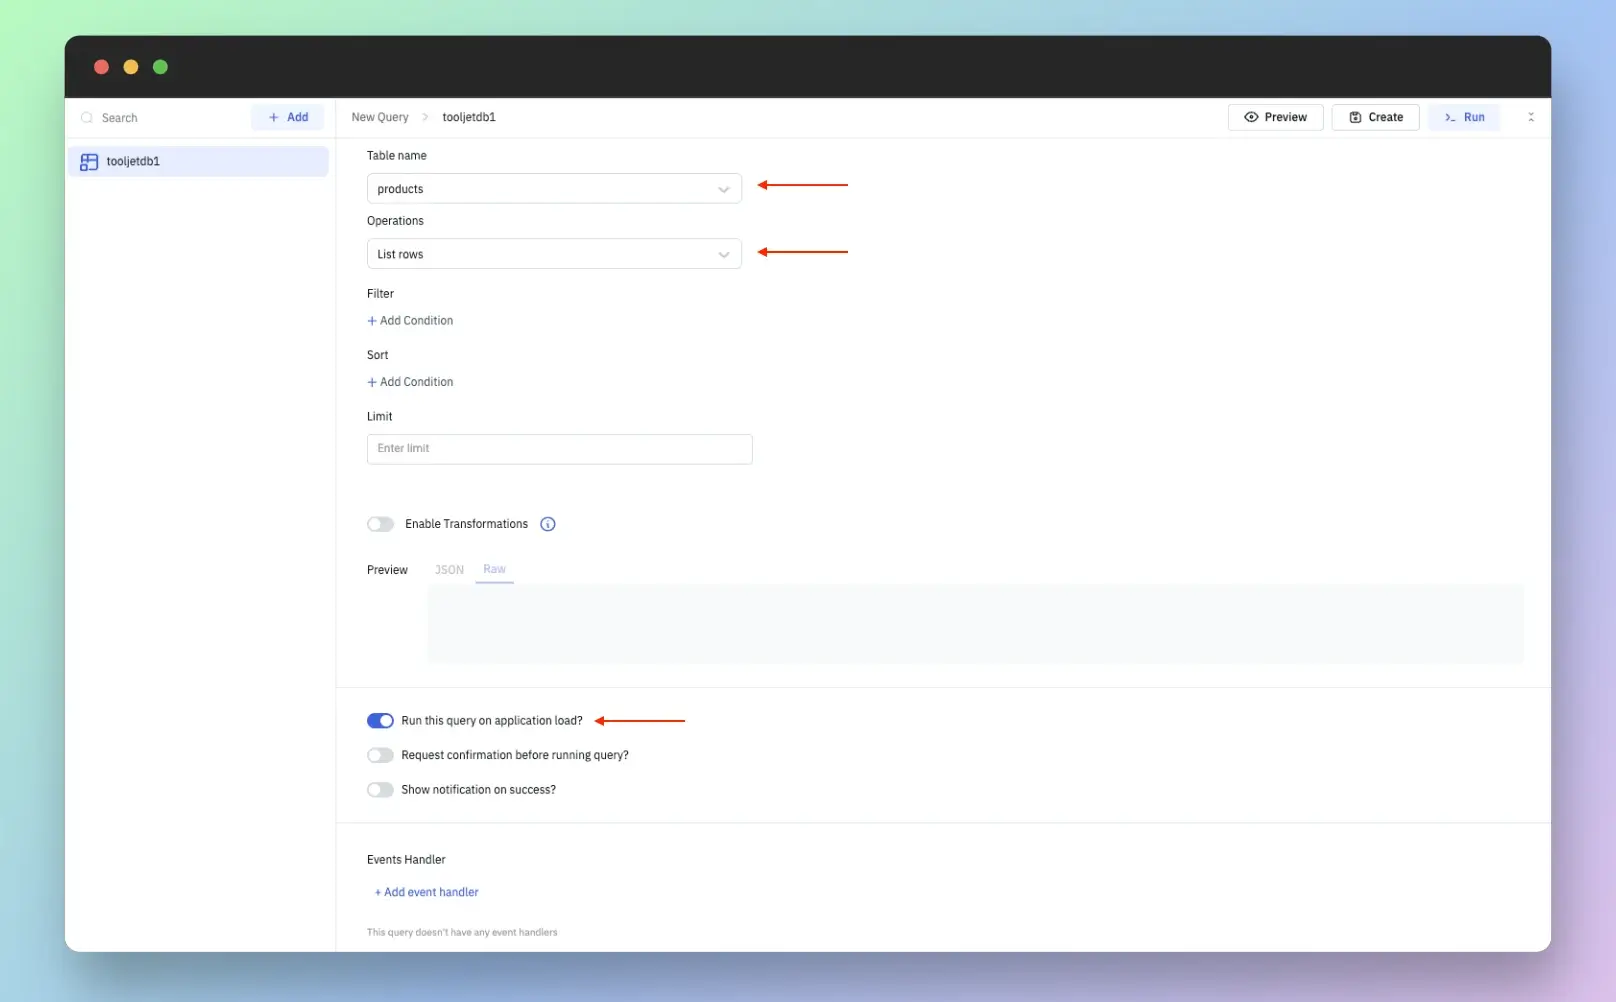 Search
+ Add
New Query > tooljetdb1
Preview
Create
Run
tooljetdb1
Table name
products
Operations
List rows
Filter
+ Add Condition
Sort
+ Add Condition
Limit
Enter limit
Enable Transformations
Preview JSON Raw
Run this query on application load?
Request confirmation before running query?
Show notification on success?
Events Handler
+ Add event handler
This query doesn't have any event handlers